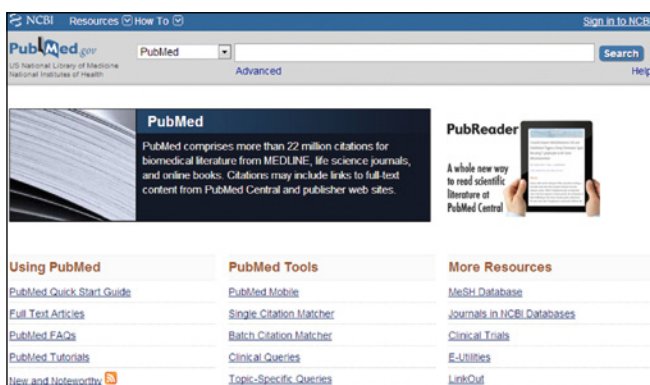 NCBI Resources How To Sign in to NCBI
PubMed.gov
US National Library of Medicine
National Institutes of Health
PubMed
Search
Advanced
Help
PubMed
PubMed comprises more than 22 million citations for
biomedical literature from MEDLINE, life science journals,
and online books. Citations may include links to full-text
content from PubMed Central and publisher web sites.
PubReader
A whole new way
to read scientific
literature at
PubMed Central
Using PubMed
PubMed Quick Start Guide
Full Text Articles
PubMed FAQs
PubMed Tutorials
New and Noteworthy
PubMed Tools
PubMed Mobile
Single Citation Matcher
Batch Citation Matcher
Clinical Queries
Topic-Specific Queries
More Resources
MeSH Database
Journals in NCBI Databases
Clinical Trials
E-Utilities
LinkOut